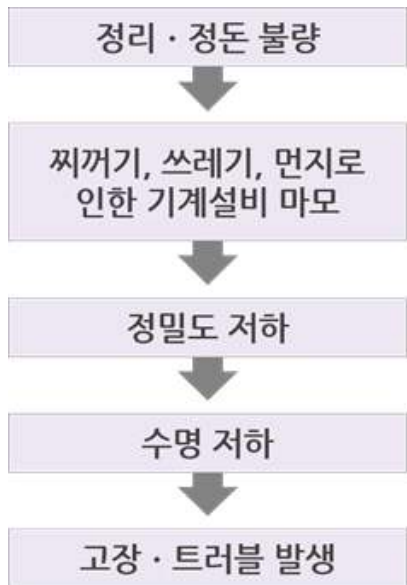 정리 · 정돈 불량
찌꺼기, 쓰레기, 먼지로
인한 기계설비 마모
정밀도 저하
수명 저하
고장 · 트러블 발생